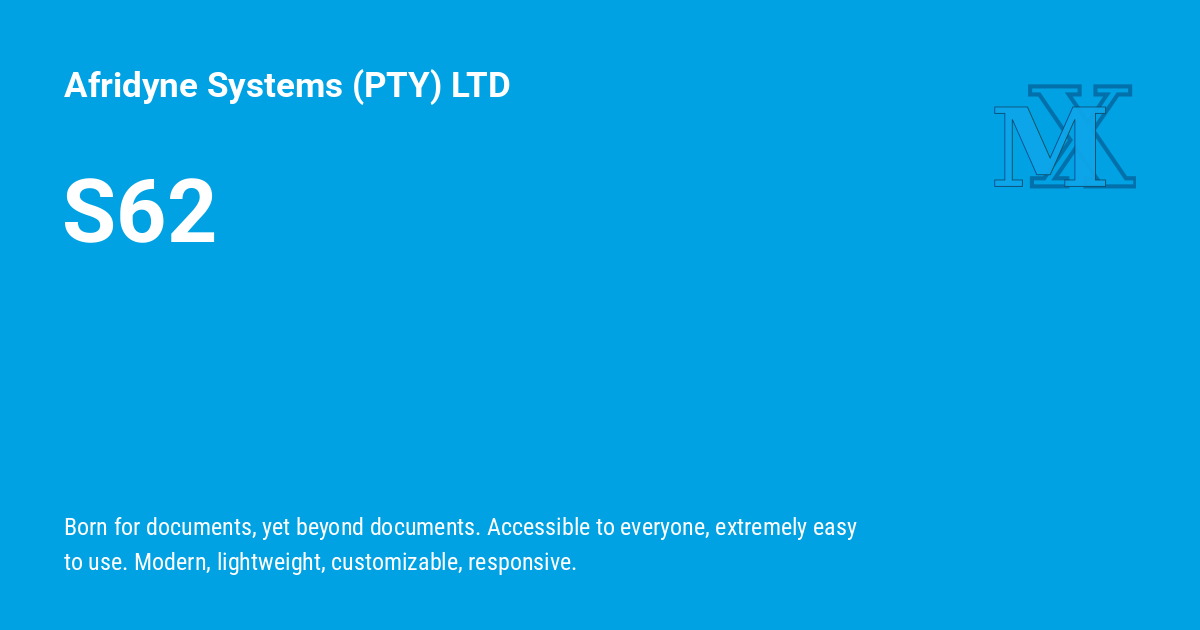 Afridyne Systems (PTY) LTD
MX
S62
Born for documents, yet beyond documents. Accessible to everyone, extremely easy
to use. Modern, lightweight, customizable, responsive.